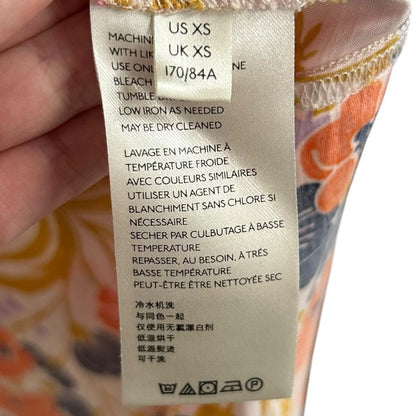 US XS
UK XS
170/84A
MACHIN
WITH LIK
USE ON NE
BLEACH
TUMBLE DR
LOW IRON AS NEEDED
MAY BE DRY CLEANED
LAVAGE EN MACHINE À
TEMPÉRATURE FROIDE
AVEC COULEURS SIMILAIRES
UTILISER UN AGENT DE
BLANCHIMENT SANS CHLORE SI
NÉCESSAIRE
SECHER PAR CULBUTAGE À BASSE
TEMPERATURE
REPASSER, AU BESOIN, À TRÈS
BASSE TEMPÉRATURE
PEUT-ÊTRE ÊTRE NETTOYÉE SEC
冷水机洗
与同色一起
仅使用无氯漂白剂
低温烘干
低温熨烫
可干洗